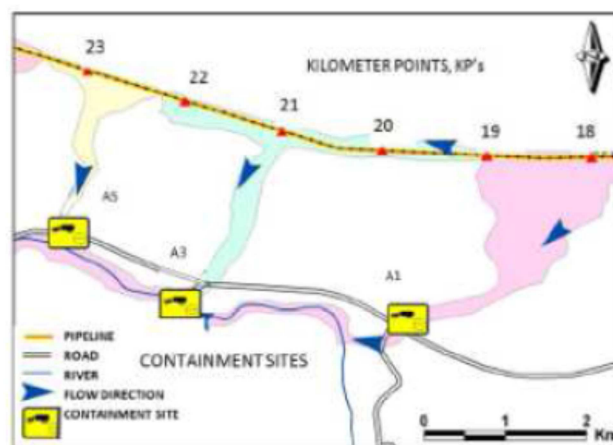 23
KILOMETER POINTS, KP's
22
21
20
19
18
A5
A3
A1
PIPELINE
ROAD
RIVER
FLOW DIRECTION
CONTAINMENT SITE
CONTAINMENT SITES
0 1 2
Km